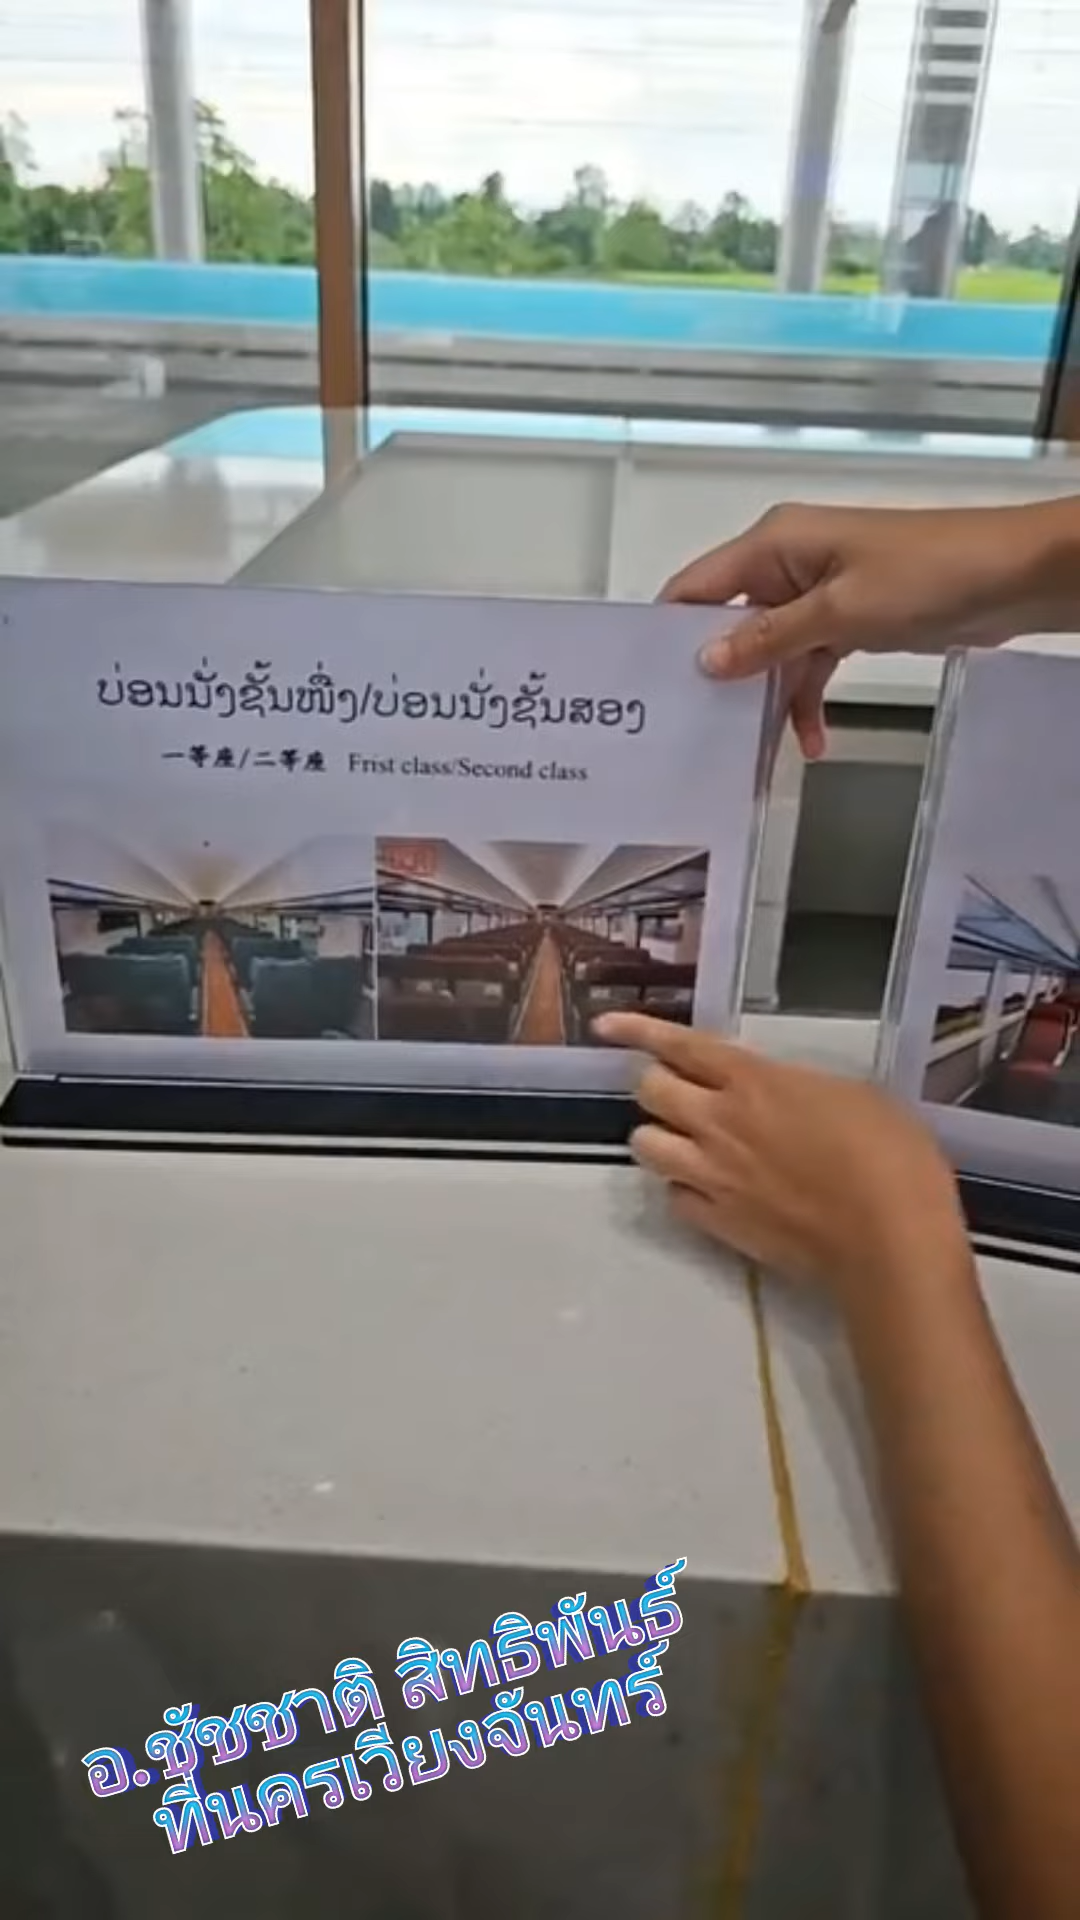 ບ່ອນນັ່ງຊັ້ນໜຶ່ງ/ບ່ອນນັ່ງຊັ້ນສອງ
一等座/二等座 Frist class/Second class
อ.ชัชชาติ สิทธิพันธ์
ที่นครเวียงจันทร์